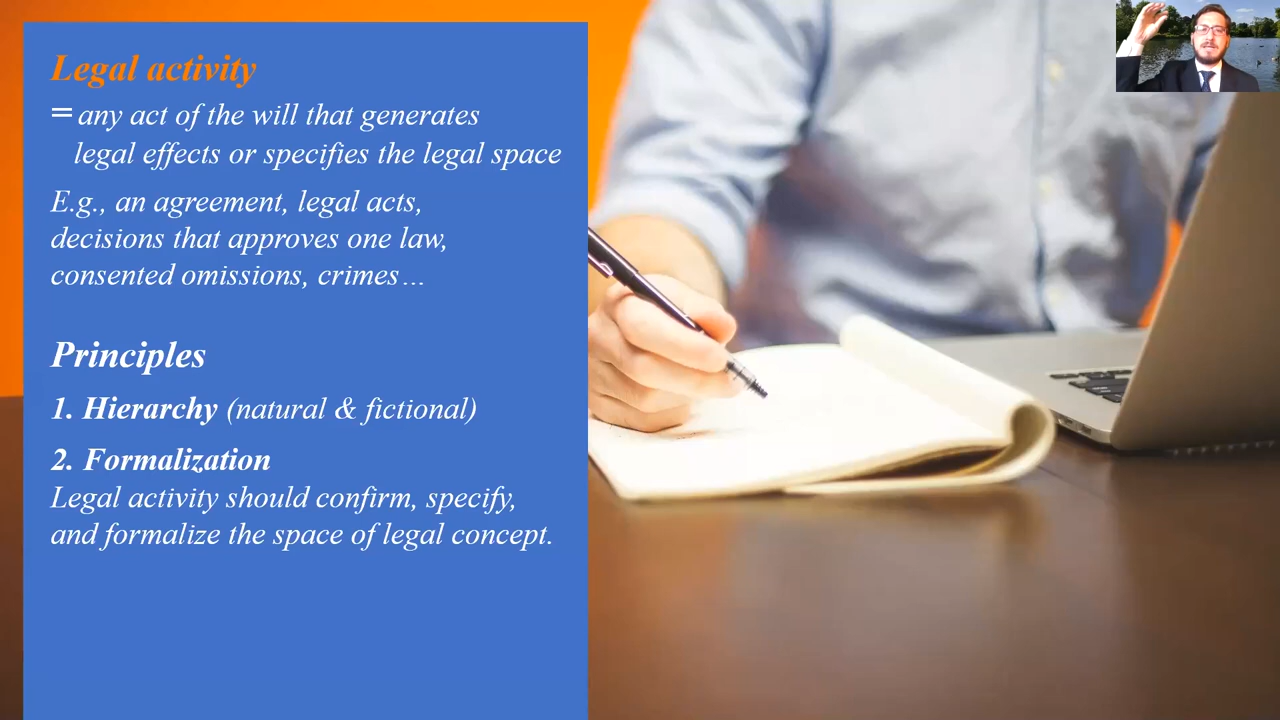 Legal activity
= any act of the will that generates
legal effects or specifies the legal space
E.g., an agreement, legal acts,
decisions that approves one law,
consented omissions, crimes…
Principles
1. Hierarchy (natural & fictional)
2. Formalization
Legal activity should confirm, specify,
and formalize the space of legal concept.